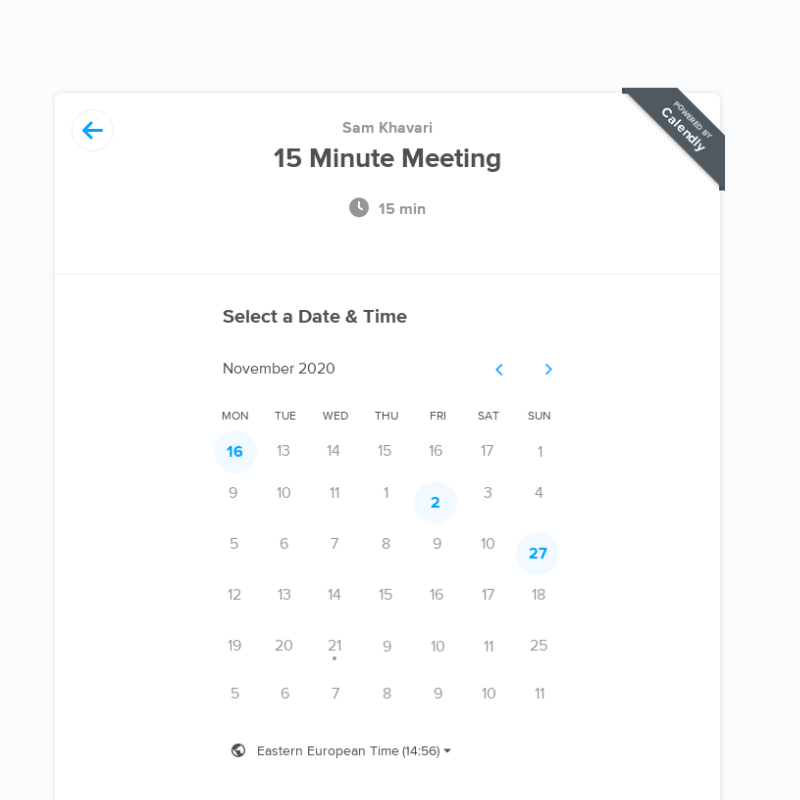 POWERED BY
Calendly
Sam Khavari
15 Minute Meeting
15 min
Select a Date & Time
November 2020
MON TUE WED THU FRI SAT SUN
16 13 14 15 16 17 1
9 10 11 1 2 3 4
5 6 7 8 9 10 27
12 13 14 15 16 17 18
19 20 21 9 10 11 25
5 6 7 8 9 10 11
Eastern European Time (14:56)